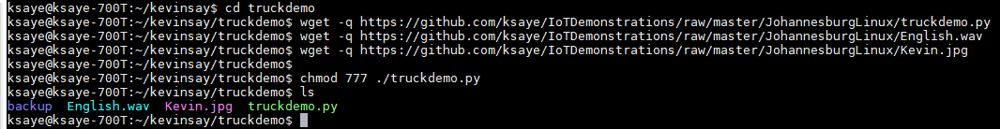 ksaye@ksaye-700T:~/kevinsay$ cd truckdemo
ksaye@ksaye-700T:~/kevinsay/truckdemo$ wget -q https://github.com/ksaye/IoTDemonstrations/raw/master/JohannesburgLinux/truckdemo.py
ksaye@ksaye-700T:~/kevinsay/truckdemo$ wget -q https://github.com/ksaye/IoTDemonstrations/raw/master/JohannesburgLinux/English.wav
ksaye@ksaye-700T:~/kevinsay/truckdemo$ wget -q https://github.com/ksaye/IoTDemonstrations/raw/master/JohannesburgLinux/Kevin.jpg
ksaye@ksaye-700T:~/kevinsay/truckdemo$
ksaye@ksaye-700T:~/kevinsay/truckdemo$ chmod 777 ./truckdemo.py
ksaye@ksaye-700T:~/kevinsay/truckdemo$ ls
backup English.wav Kevin.jpg truckdemo.py
ksaye@ksaye-700T:~/kevinsay/truckdemo$